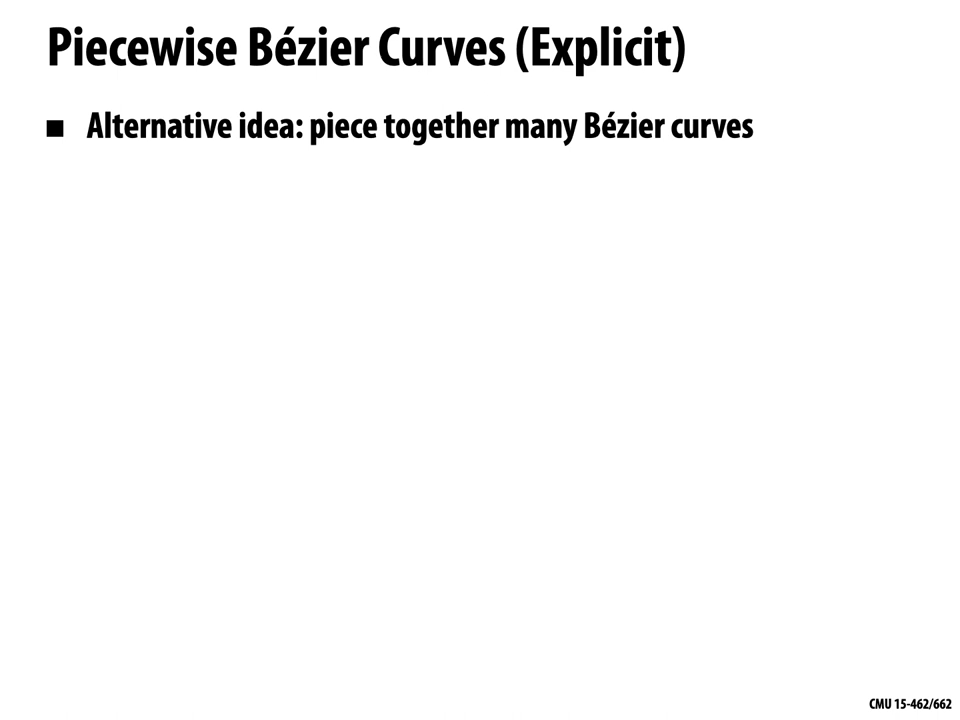 Piecewise Bézier Curves (Explicit)
■ Alternative idea: piece together many Bézier curves
CMU 15-462/662